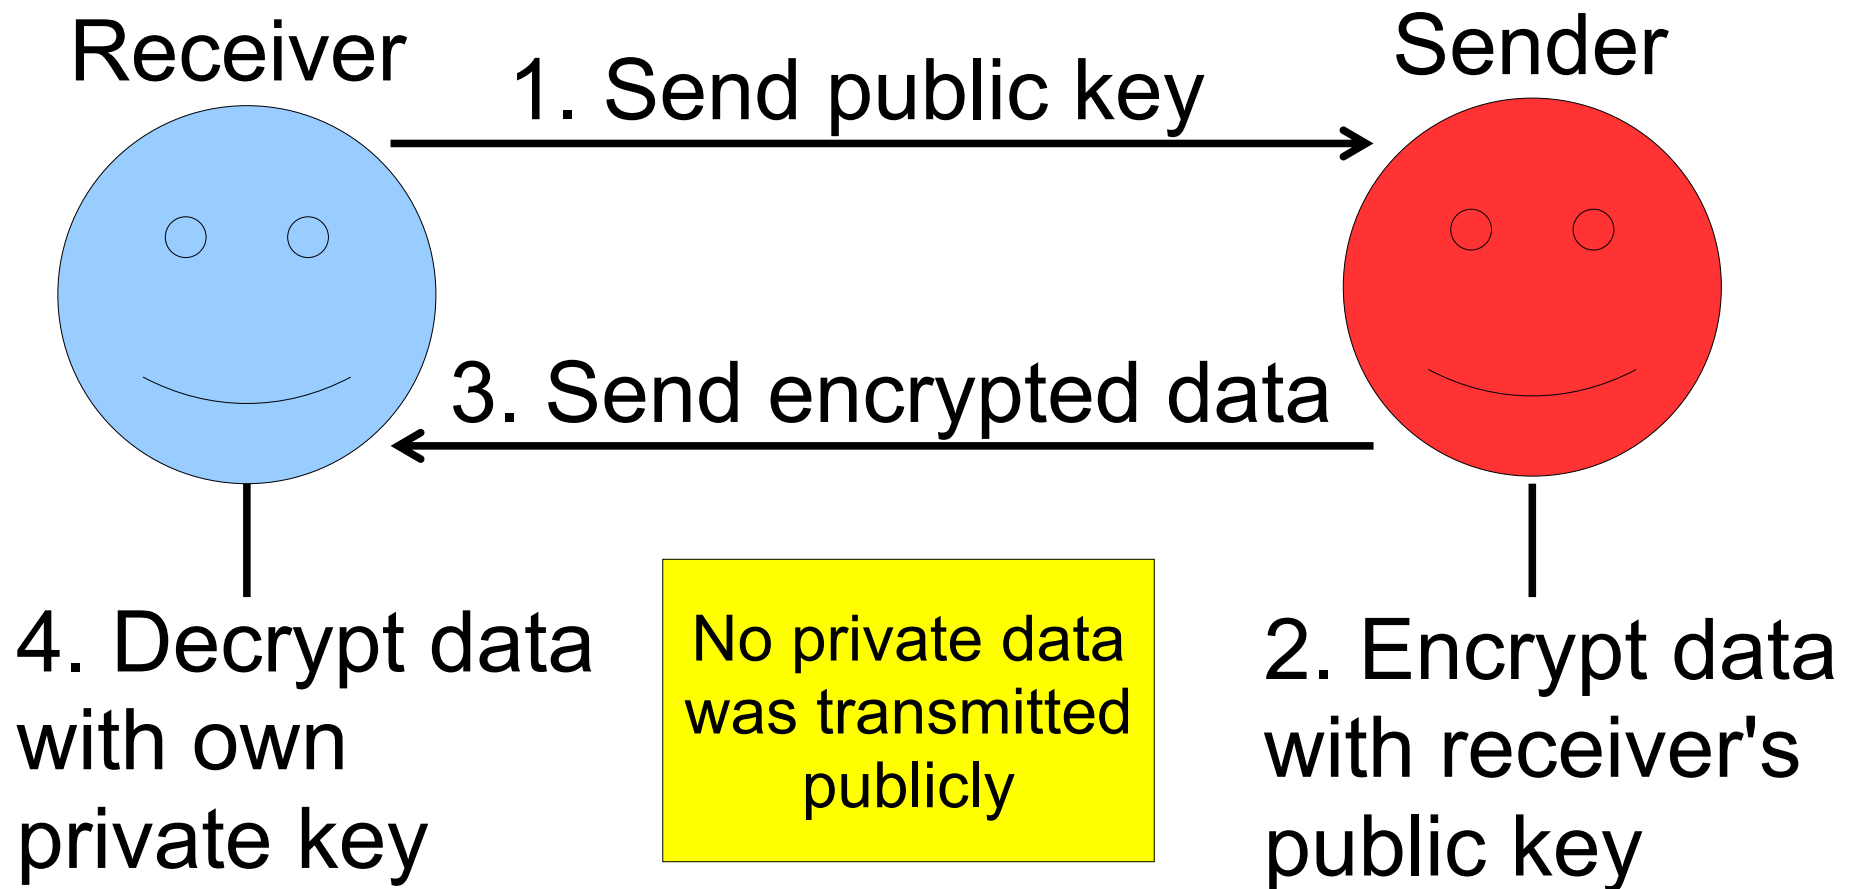 Receiver
Sender
1. Send public key
3. Send encrypted data
4. Decrypt data
with own
private key
No private data
was transmitted
publicly
2. Encrypt data
with receiver's
public key